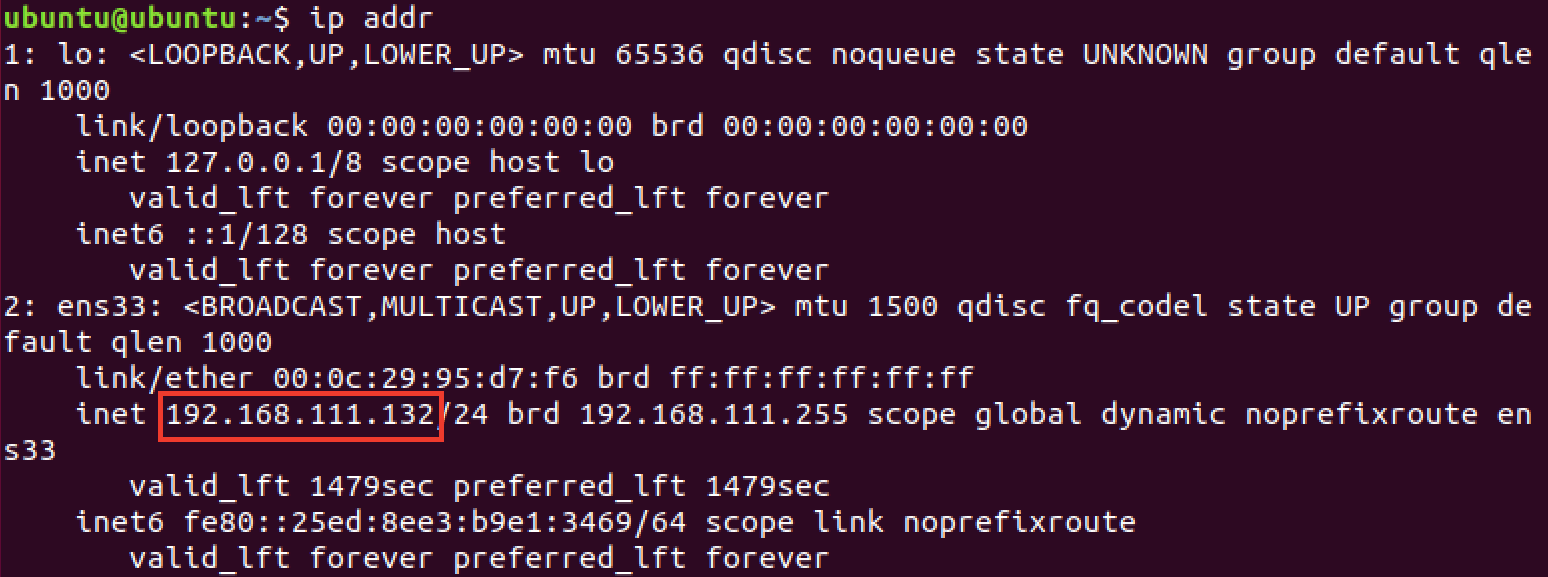 ubuntu@ubuntu:~$ ip addr
1: lo: <LOOPBACK,UP,LOWER_UP> mtu 65536 qdisc noqueue state UNKNOWN group default qle
n 1000
    link/loopback 00:00:00:00:00:00 brd 00:00:00:00:00:00
    inet 127.0.0.1/8 scope host lo
       valid_lft forever preferred_lft forever
    inet6 ::1/128 scope host
       valid_lft forever preferred_lft forever
2: ens33: <BROADCAST,MULTICAST,UP,LOWER_UP> mtu 1500 qdisc fq_codel state UP group de
fault qlen 1000
    link/ether 00:0c:29:95:d7:f6 brd ff:ff:ff:ff:ff:ff
    inet 192.168.111.132/24 brd 192.168.111.255 scope global dynamic noprefixroute en
s33
       valid_lft 1479sec preferred_lft 1479sec
    inet6 fe80::25ed:8ee3:b9e1:3469/64 scope link noprefixroute
       valid_lft forever preferred_lft forever